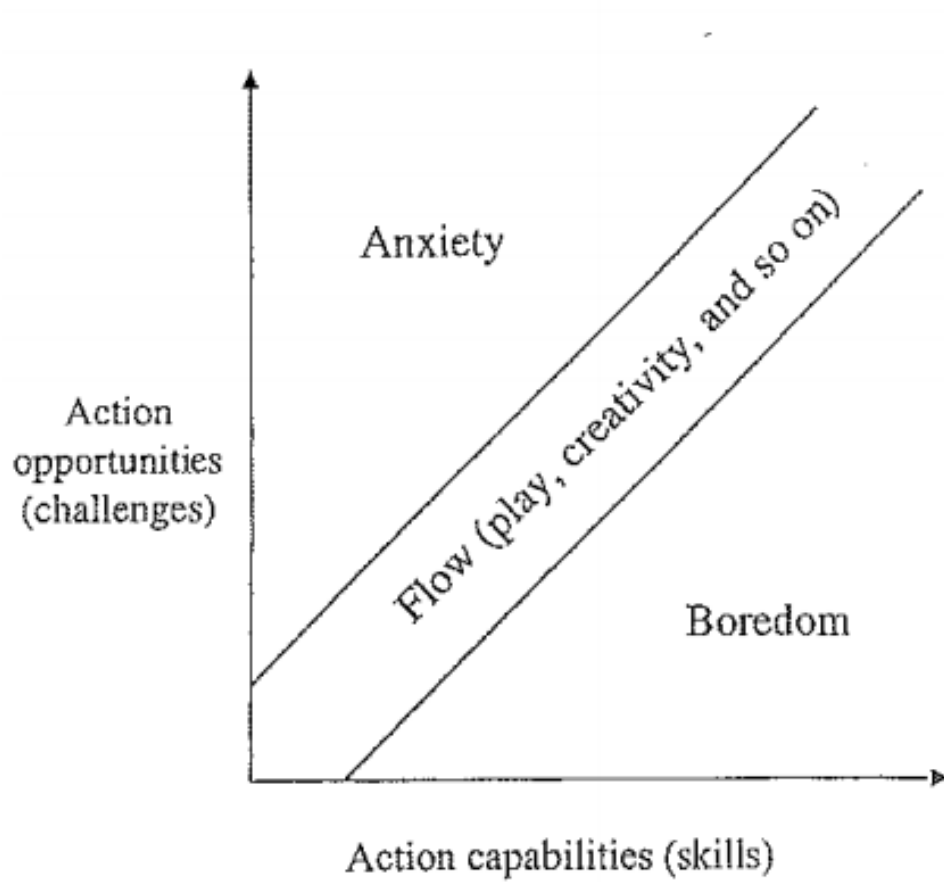 Anxiety
Action
opportunities
(challenges)
Flow (play, creativity, and so on)
Boredom
Action capabilities (skills)